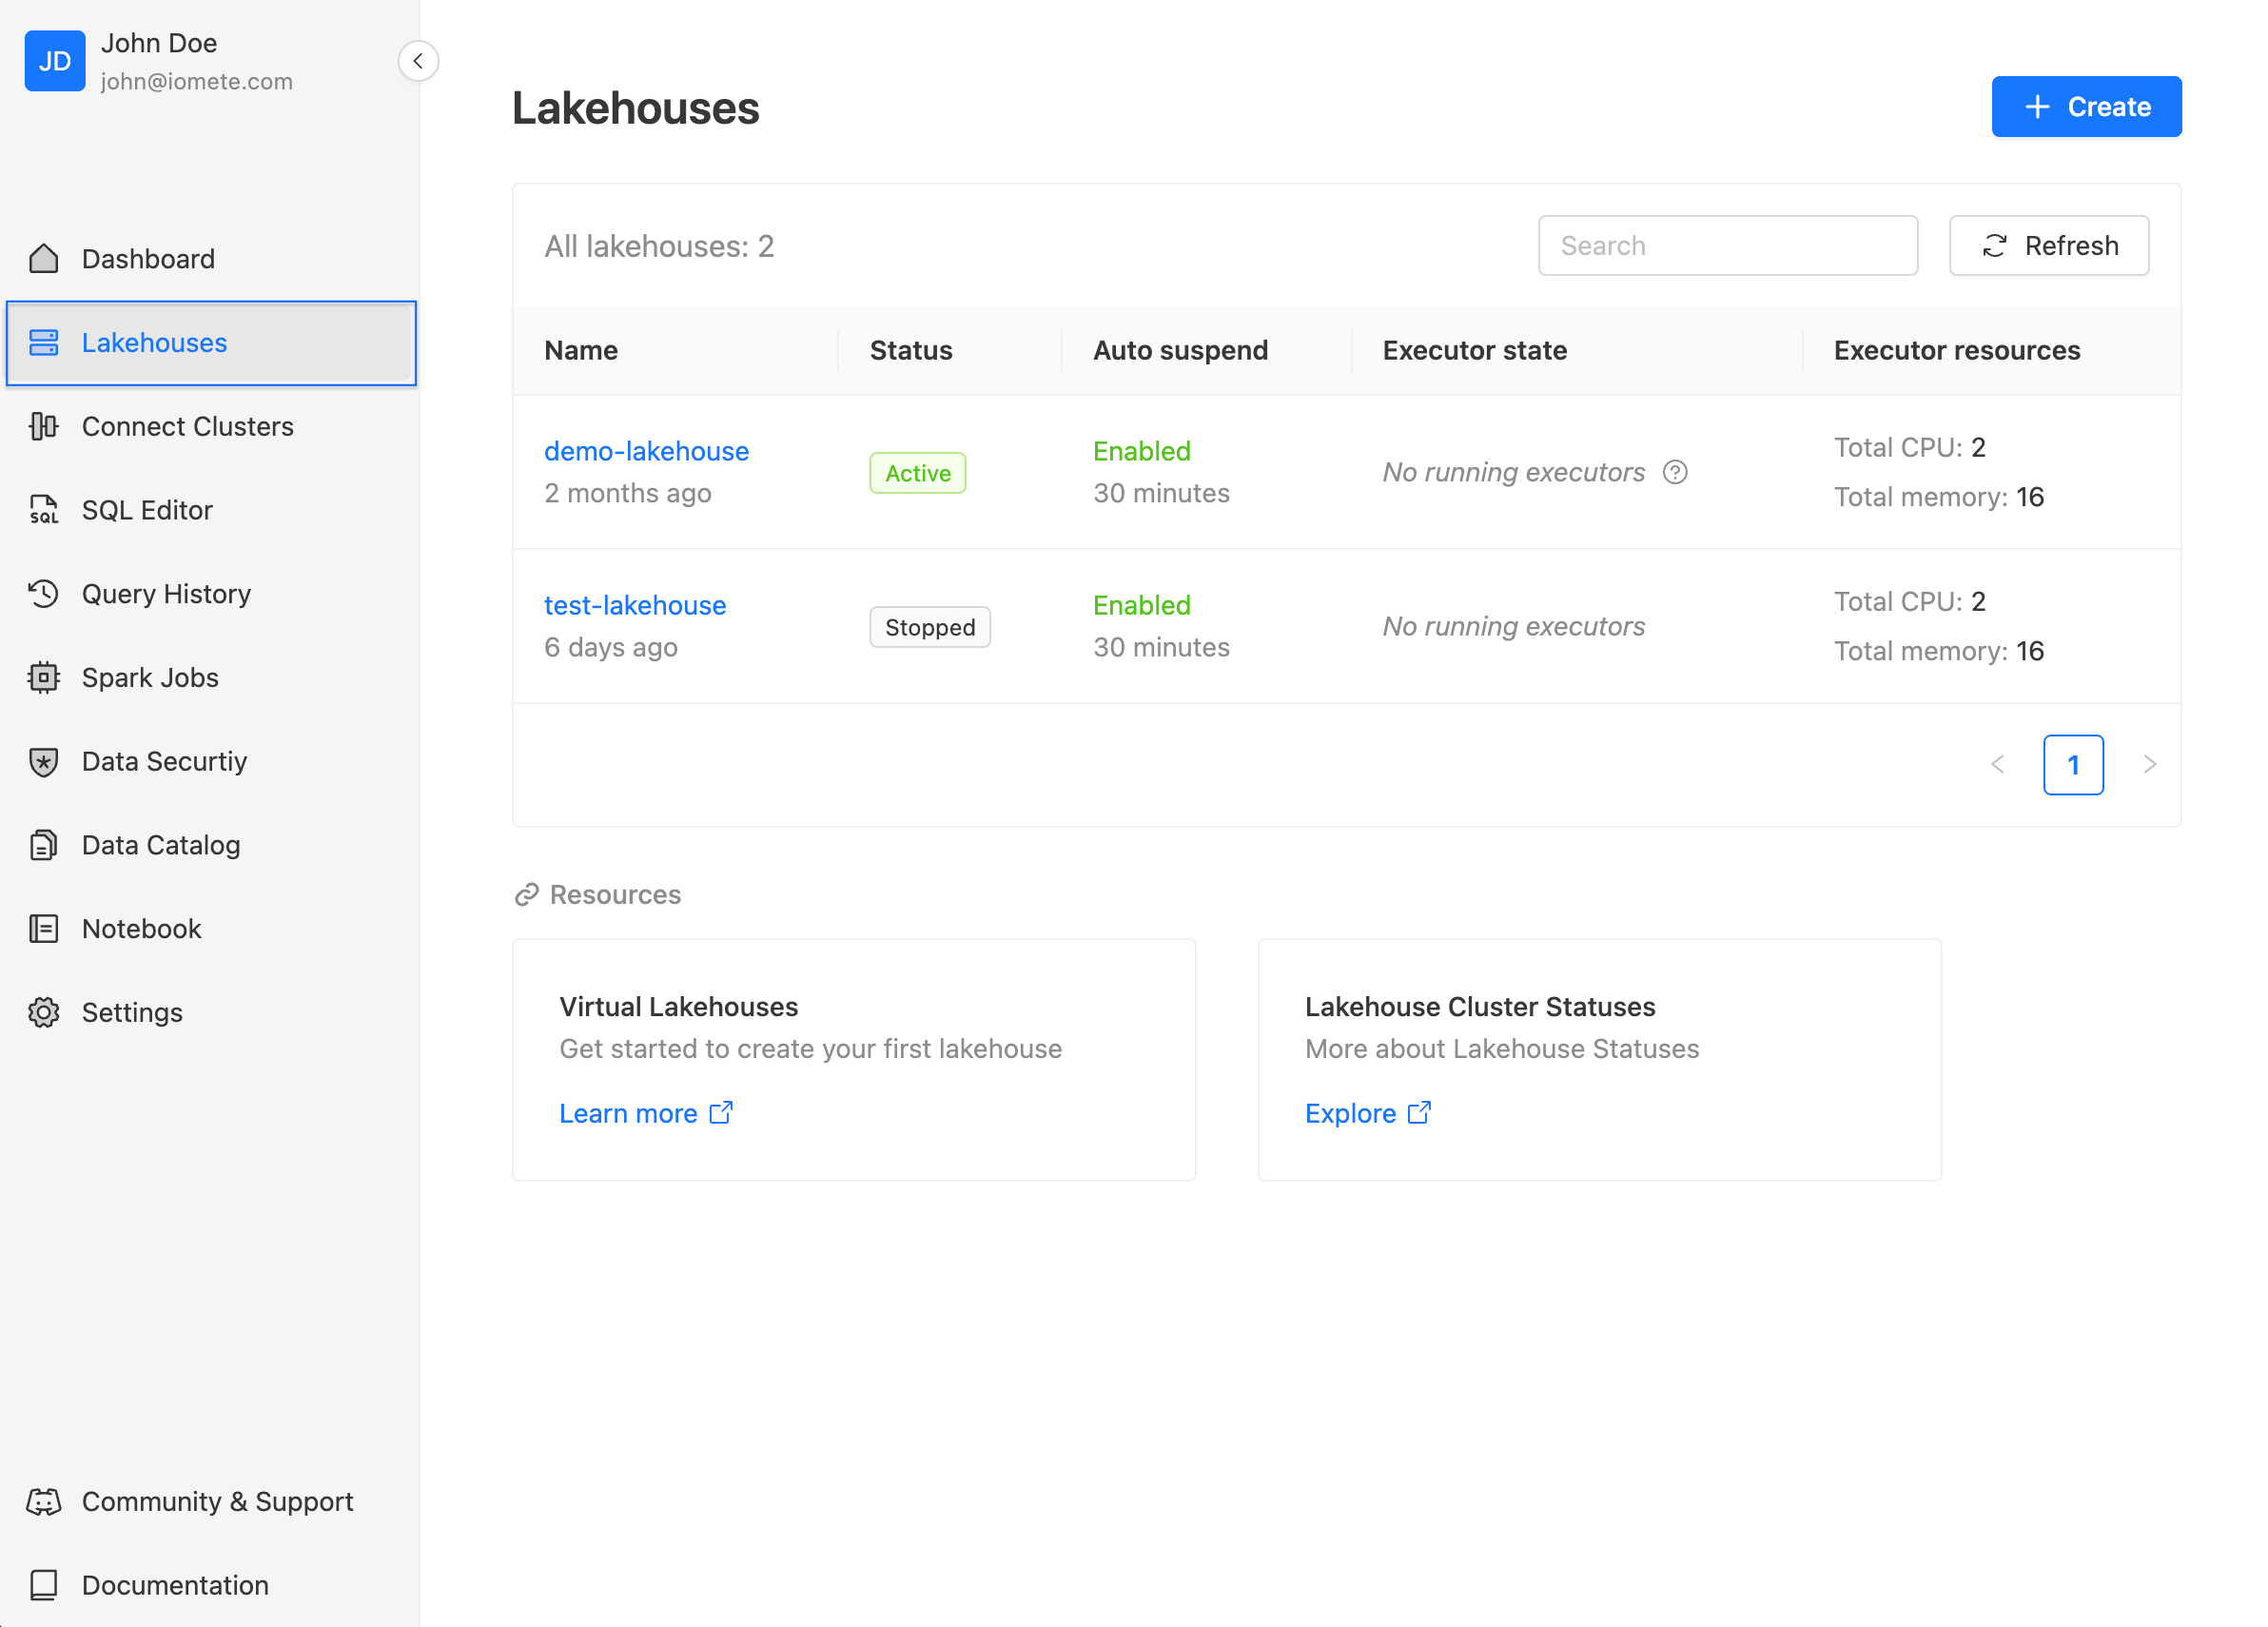 JD
John Doe
john@iomete.com
Dashboard
Lakehouses
Connect Clusters
SQL
SQL Editor
Query History
Spark Jobs
Data Securtiy
Data Catalog
Notebook
Settings
Community & Support
Documentation
Lakehouses
Create
All lakehouses: 2
Search
Refresh
Name Status Auto suspend Executor state Executor resources
demo-lakehouse
2 months ago
Active
Enabled
30 minutes
No running executors ?
Total CPU: 2
Total memory: 16
test-lakehouse
6 days ago
Stopped
Enabled
30 minutes
No running executors
Total CPU: 2
Total memory: 16
1
Resources
Virtual Lakehouses
Get started to create your first lakehouse
Learn more
Lakehouse Cluster Statuses
More about Lakehouse Statuses
Explore